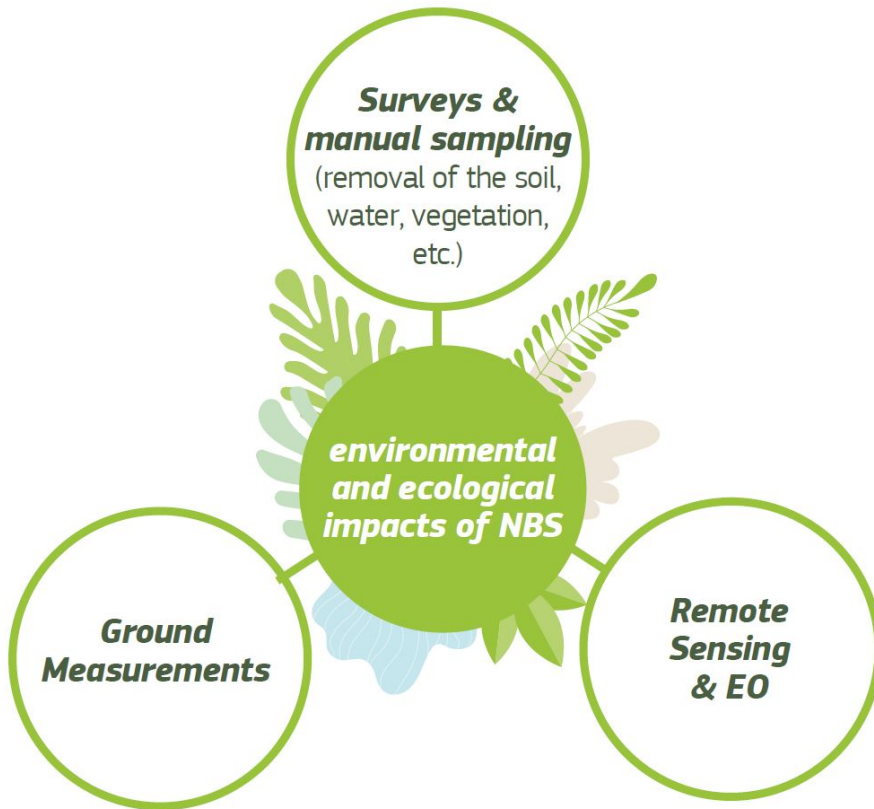 Surveys &
manual sampling
(removal of the soil,
water, vegetation,
etc.)
environmental
and ecological
impacts of NBS
Ground
Measurements
Remote
Sensing
& EO